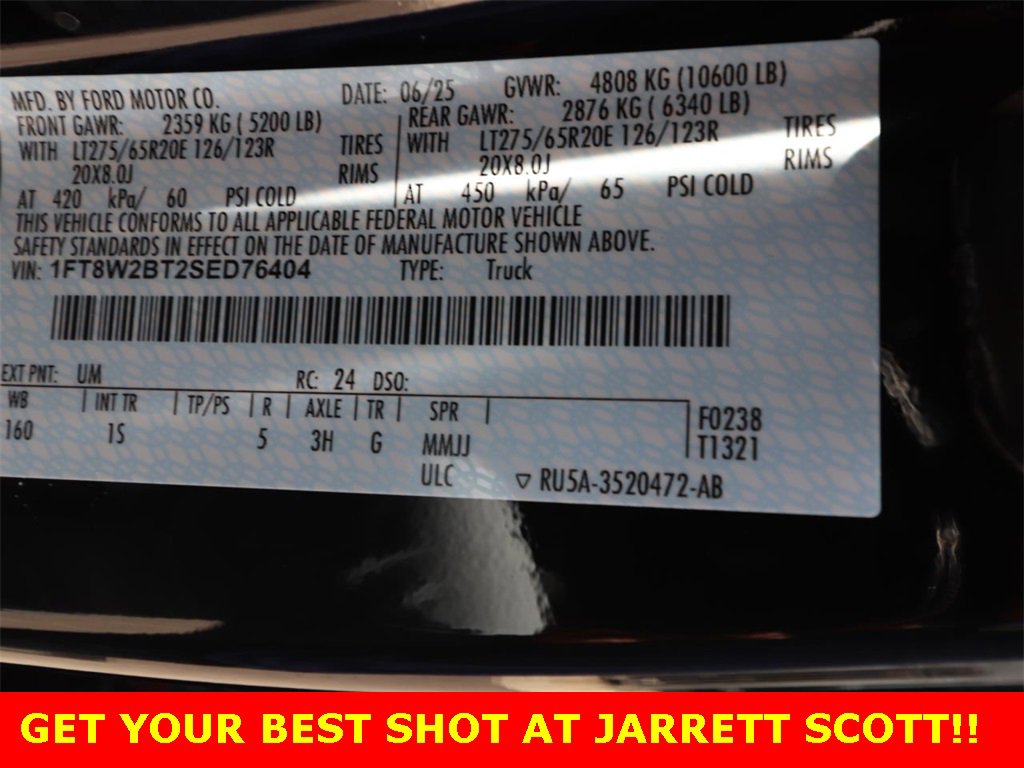 MFD. BY FORD MOTOR CO. DATE: 06/25 GVWR: 4808 KG (10600 LB)
FRONT GAWR: 2359 KG ( 5200 LB) REAR GAWR: 2876 KG ( 6340 LB)
WITH LT275/65R20E 126/123R TIRES WITH LT275/65R20E 126/123R TIRES
20X8.0J RIMS 20X8.0J RIMS
AT 420 kPa/ 60 PSI COLD AT 450 kPa/ 65 PSI COLD
THIS VEHICLE CONFORMS TO ALL APPLICABLE FEDERAL MOTOR VEHICLE
SAFETY STANDARDS IN EFFECT ON THE DATE OF MANUFACTURE SHOWN ABOVE.
VIN: 1FT8W2BT2SED76404 TYPE: Truck
EXT PNT: UM RC: 24 DSO:
WB INT TR TP/PS R AXLE TR SPR F0238
160 1S 5 3H G MMJJ T1321
ULC ▽ RU5A-3520472-AB
GET YOUR BEST SHOT AT JARRETT SCOTT!!